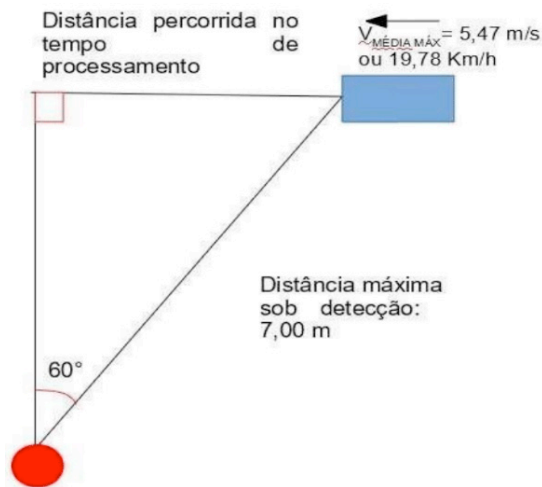 Distância percorrida no
tempo de
processamento
VMÉDIA MÁX= 5,47 m/s
ou 19,78 Km/h
Distância máxima
sob detecção:
7,00 m
60°